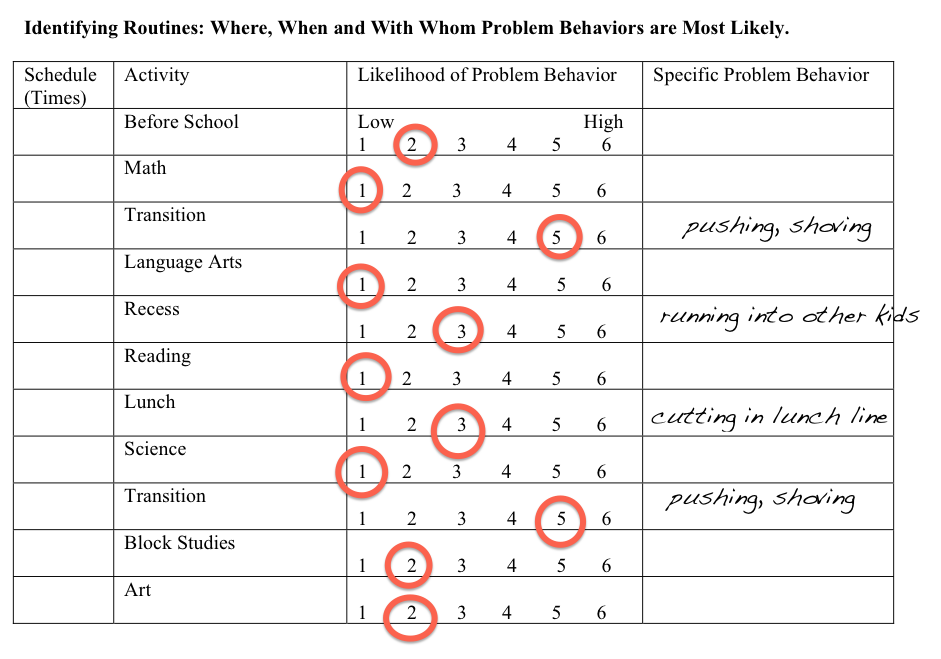 Identifying Routines: Where, When and With Whom Problem Behaviors are Most Likely.
Schedule (Times) Activity Likelihood of Problem Behavior Specific Problem Behavior
Before School Low High
1 2 3 4 5 6
Math
1 2 3 4 5 6
Transition
1 2 3 4 5 6 pushing, shoving
Language Arts
1 2 3 4 5 6
Recess
1 2 3 4 5 6 running into other kids
Reading
1 2 3 4 5 6
Lunch
1 2 3 4 5 6 cutting in lunch line
Science
1 2 3 4 5 6
Transition
1 2 3 4 5 6 pushing, shoving
Block Studies
1 2 3 4 5 6
Art
1 2 3 4 5 6